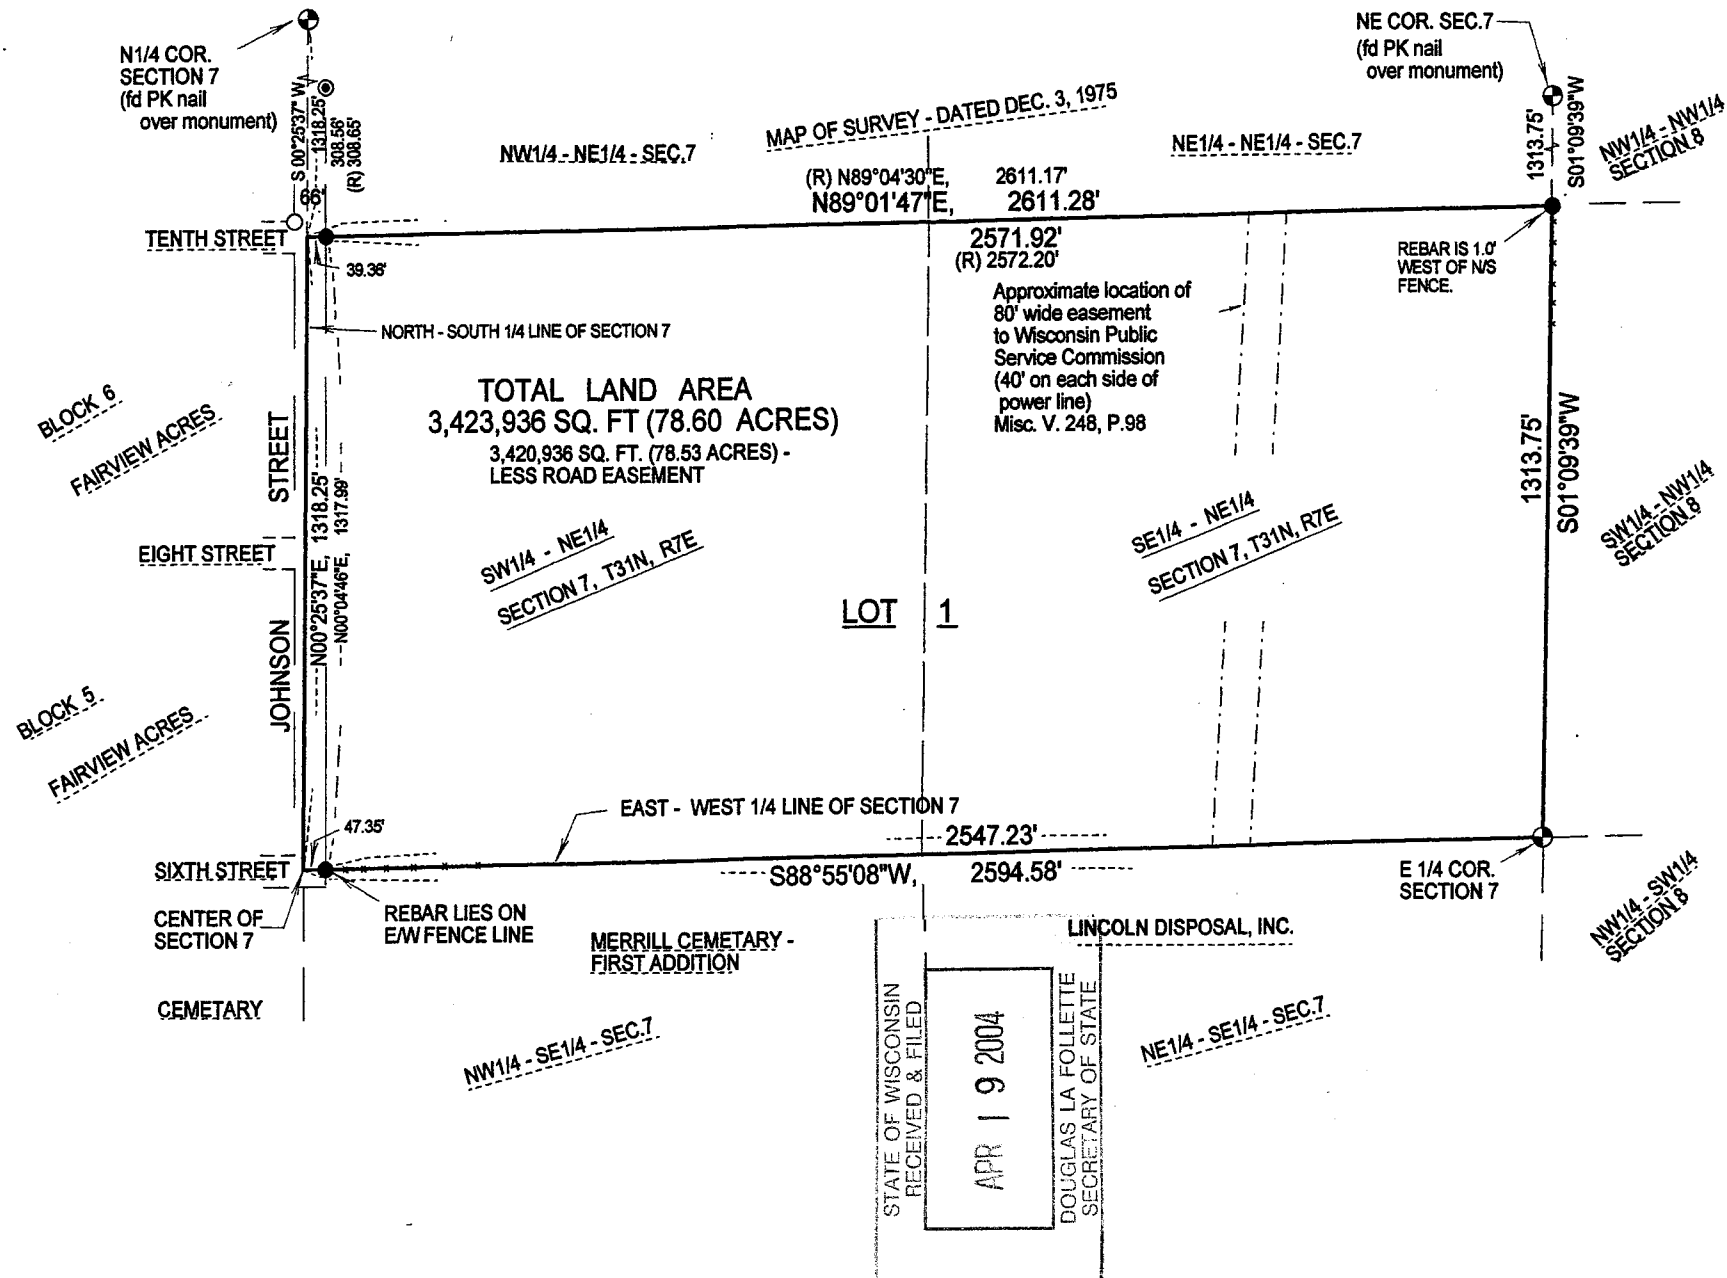 N1/4 COR.
SECTION 7
(fd PK nail
over monument)
S 00°25'37" W
1318.25'
308.56'
(R) 308.65'
66'
NW1/4 - NE1/4 - SEC.7
MAP OF SURVEY - DATED DEC. 3, 1975
NE1/4 - NE1/4 - SEC.7
NE COR. SEC.7
(fd PK nail
over monument)
1313.75'
S01°09'39"W
NW1/4 - NW1/4
SECTION 8
(R) N89°04'30"E, 2611.17'
N89°01'47"E, 2611.28'
TENTH STREET
39.36'
2571.92'
(R) 2572.20'
REBAR IS 1.0'
WEST OF N/S
FENCE.
NORTH - SOUTH 1/4 LINE OF SECTION 7
Approximate location of
80' wide easement
to Wisconsin Public
Service Commission
(40' on each side of
power line)
Misc. V. 248, P.98
TOTAL LAND AREA
3,423,936 SQ. FT (78.60 ACRES)
3,420,936 SQ. FT. (78.53 ACRES) -
LESS ROAD EASEMENT
BLOCK 6
FAIRVIEW ACRES
JOHNSON STREET
N00°25'37"E, 1318.25'
N00°04'46"E, 1317.99'
EIGHT STREET
SW1/4 - NE1/4
SECTION 7, T31N, R7E
SE1/4 - NE1/4
SECTION 7, T31N, R7E
1313.75'
S01°09'39"W
SW1/4 - NW1/4
SECTION 8
LOT 1
BLOCK 5
FAIRVIEW ACRES
47.35'
EAST - WEST 1/4 LINE OF SECTION 7
2547.23'
S88°55'08"W, 2594.58'
SIXTH STREET
E 1/4 COR.
SECTION 7
CENTER OF
SECTION 7
REBAR LIES ON
E/W FENCE LINE
MERRILL CEMETARY -
FIRST ADDITION
LINCOLN DISPOSAL, INC.
NW1/4 - SW1/4
SECTION 8
CEMETARY
NW1/4 - SE1/4 - SEC.7
NE1/4 - SE1/4 - SEC.7
STATE OF WISCONSIN
RECEIVED & FILED
APR 19 2004
DOUGLAS LA FOLLETTE
SECRETARY OF STATE